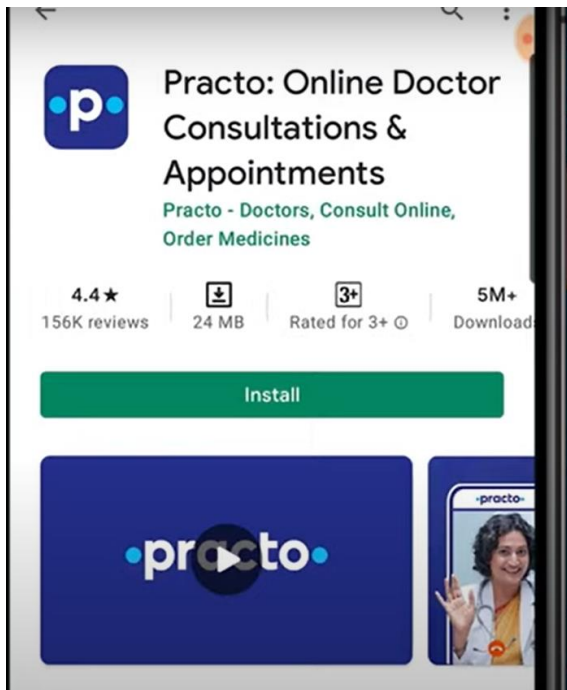 p
Practo: Online Doctor
Consultations &
Appointments
Practo - Doctors, Consult Online,
Order Medicines
4.4★
3+
5M+
156K reviews
24 MB
Rated for 3+
Download
Install
practo
practo